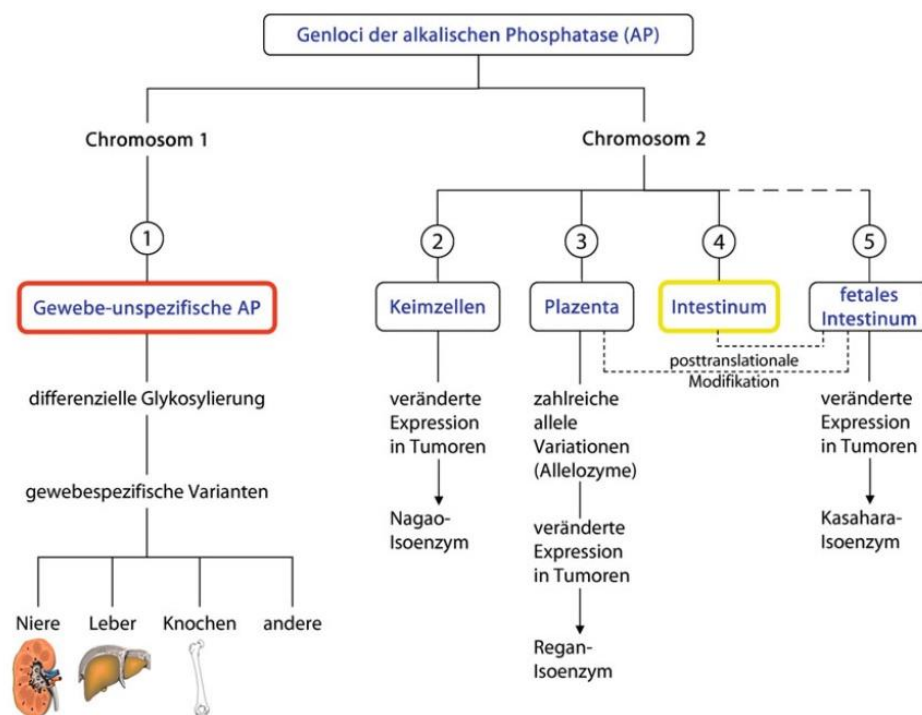 Genloci der alkalischen Phosphatase (AP)
Chromosom 1
Chromosom 2
1
2
3
4
5
Gewebe-unspezifische AP
Keimzellen
Plazenta
Intestinum
fetales
Intestinum
posttranslationale
Modifikation
differenzielle Glykosylierung
gewebespezifische Varianten
Niere
Leber
Knochen
andere
veränderte
Expression
in Tumoren
Nagao-
Isoenzym
zahlreiche
allele
Variationen
(Allelozyme)
veränderte
Expression
in Tumoren
Regan-
Isoenzym
veränderte
Expression
in Tumoren
Kasahara-
Isoenzym